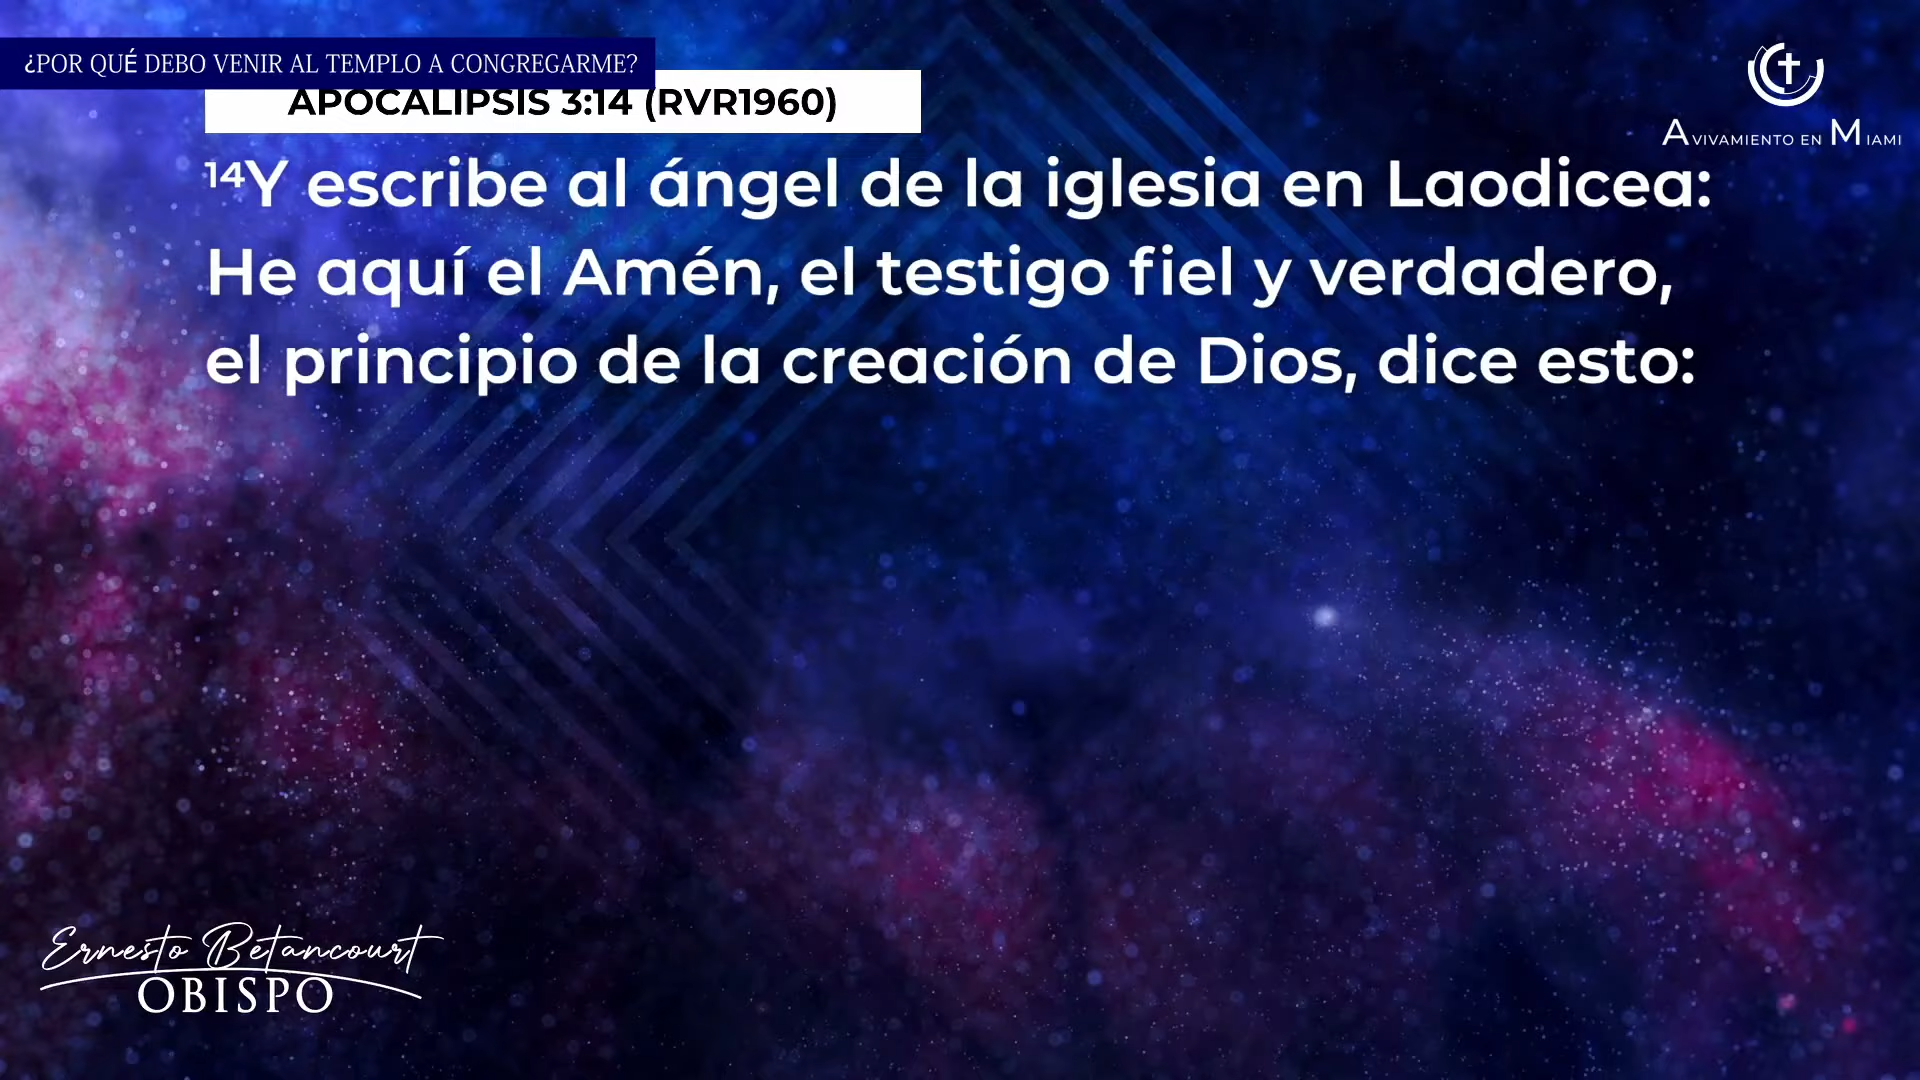 ¿POR QUÉ DEBO VENIR AL TEMPLO A CONGREGARME?
APOCALIPSIS 3:14 (RVR1960)
AVIVAMIENTO EN MIAMI
¹⁴Y escribe al ángel de la iglesia en Laodicea:
He aquí el Amén, el testigo fiel y verdadero,
el principio de la creación de Dios, dice esto:
Ernesto Betancourt
OBISPO